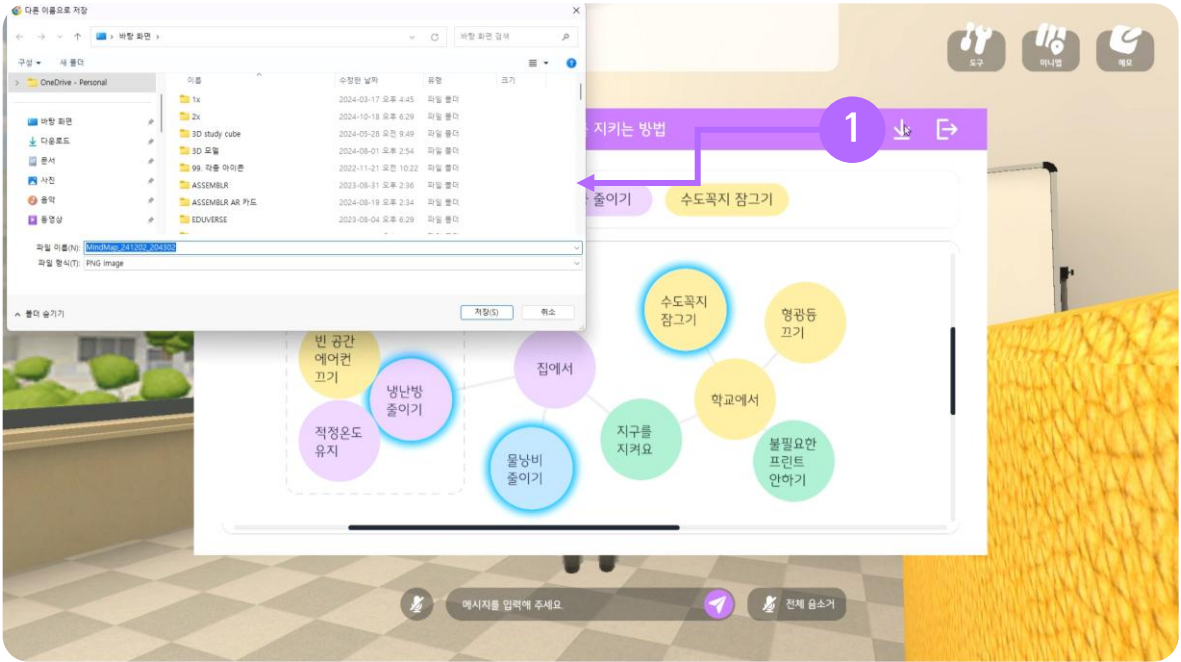 다른 이름으로 저장
바탕 화면
바탕 화면 검색
구성
새 폴더
OneDrive - Personal
바탕 화면
다운로드
문서
사진
음악
동영상
이름 수정한 날짜 유형 크기
1x 2024-03-17 오후 4:45 파일 폴더
2x 2024-10-18 오후 6:29 파일 폴더
3D study cube 2024-05-28 오전 9:49 파일 폴더
3D 모델 2024-08-01 오후 2:54 파일 폴더
99. 각종 아이콘 2022-11-21 오전 10:22 파일 폴더
ASSEMBLR 2023-08-31 오후 2:36 파일 폴더
ASSEMBLR AR 카드 2024-08-19 오후 2:34 파일 폴더
EDUVERSE 2023-08-04 오후 6:29 파일 폴더
파일 이름(N): MindMap_241202_204302
파일 형식(T): PNG image
폴더 숨기기
저장(S)
취소
도구
미니맵
메모
지키는 방법
1
줄이기
수도꼭지 잠그기
빈 공간
에어컨
끄기
냉난방
줄이기
적정온도
유지
집에서
물낭비
줄이기
지구를
지켜요
수도꼭지
잠그기
형광등
끄기
학교에서
불필요한
프린트
안하기
메시지를 입력해 주세요.
전체 음소거